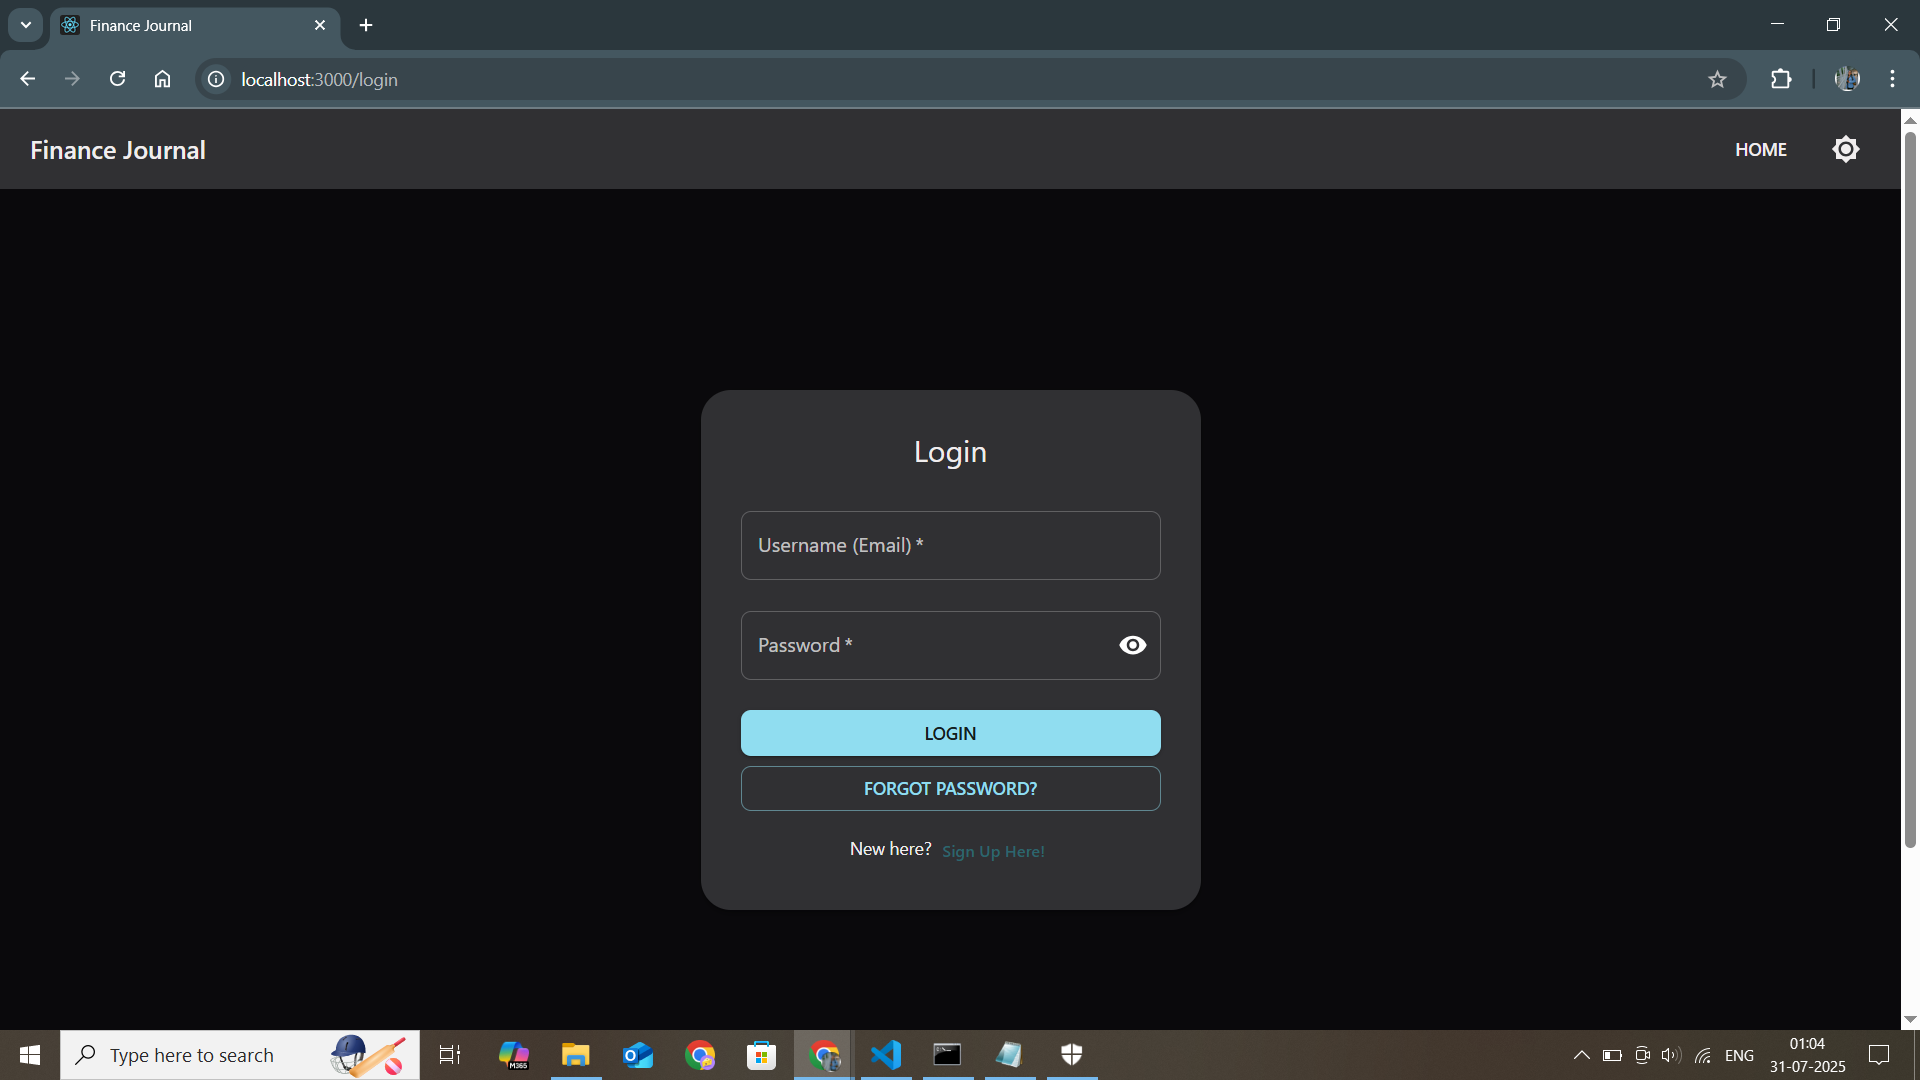 Finance Journal
localhost:3000/login
Finance Journal
HOME
Login
Username (Email) *
Password *
LOGIN
FORGOT PASSWORD?
New here? Sign Up Here!
Type here to search
M365
ENG
01:04
31-07-2025